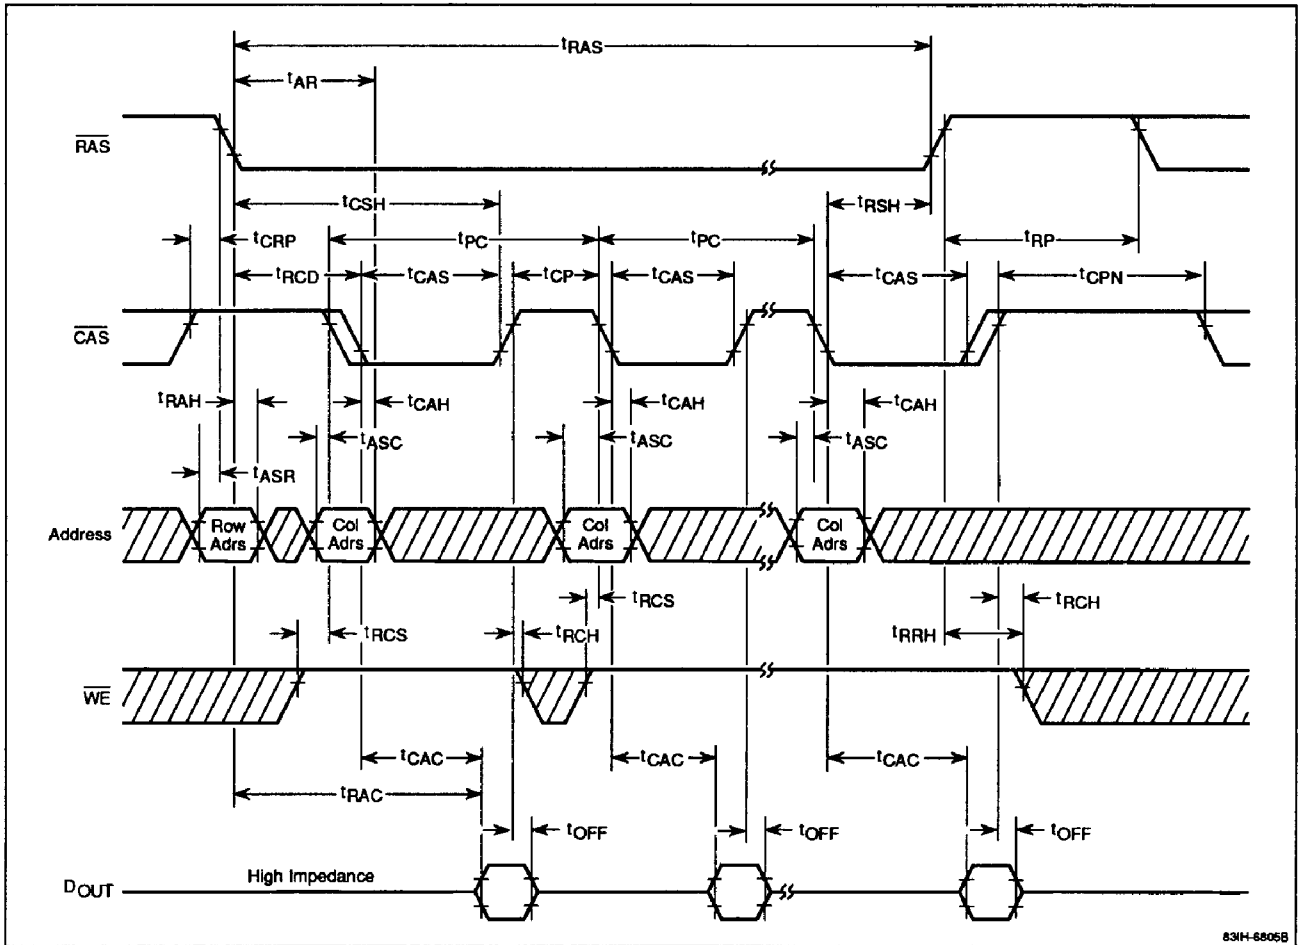 tRAS
tAR
RAS
tCSH
tRSH
tCRP
tPC
tPC
tRP
tRCD
tCAS
tCP
tCAS
tCAS
tCPN
CAS
tRAH
tCAH
tCAH
tCAH
tASC
tASC
tASC
tASR
Address
Row Adrs
Col Adrs
Col Adrs
Col Adrs
tRCS
tRCH
tRCS
tRCH
tRRH
WE
tCAC
tCAC
tCAC
tRAC
tOFF
tOFF
tOFF
High Impedance
DOUT
83IH-6805B